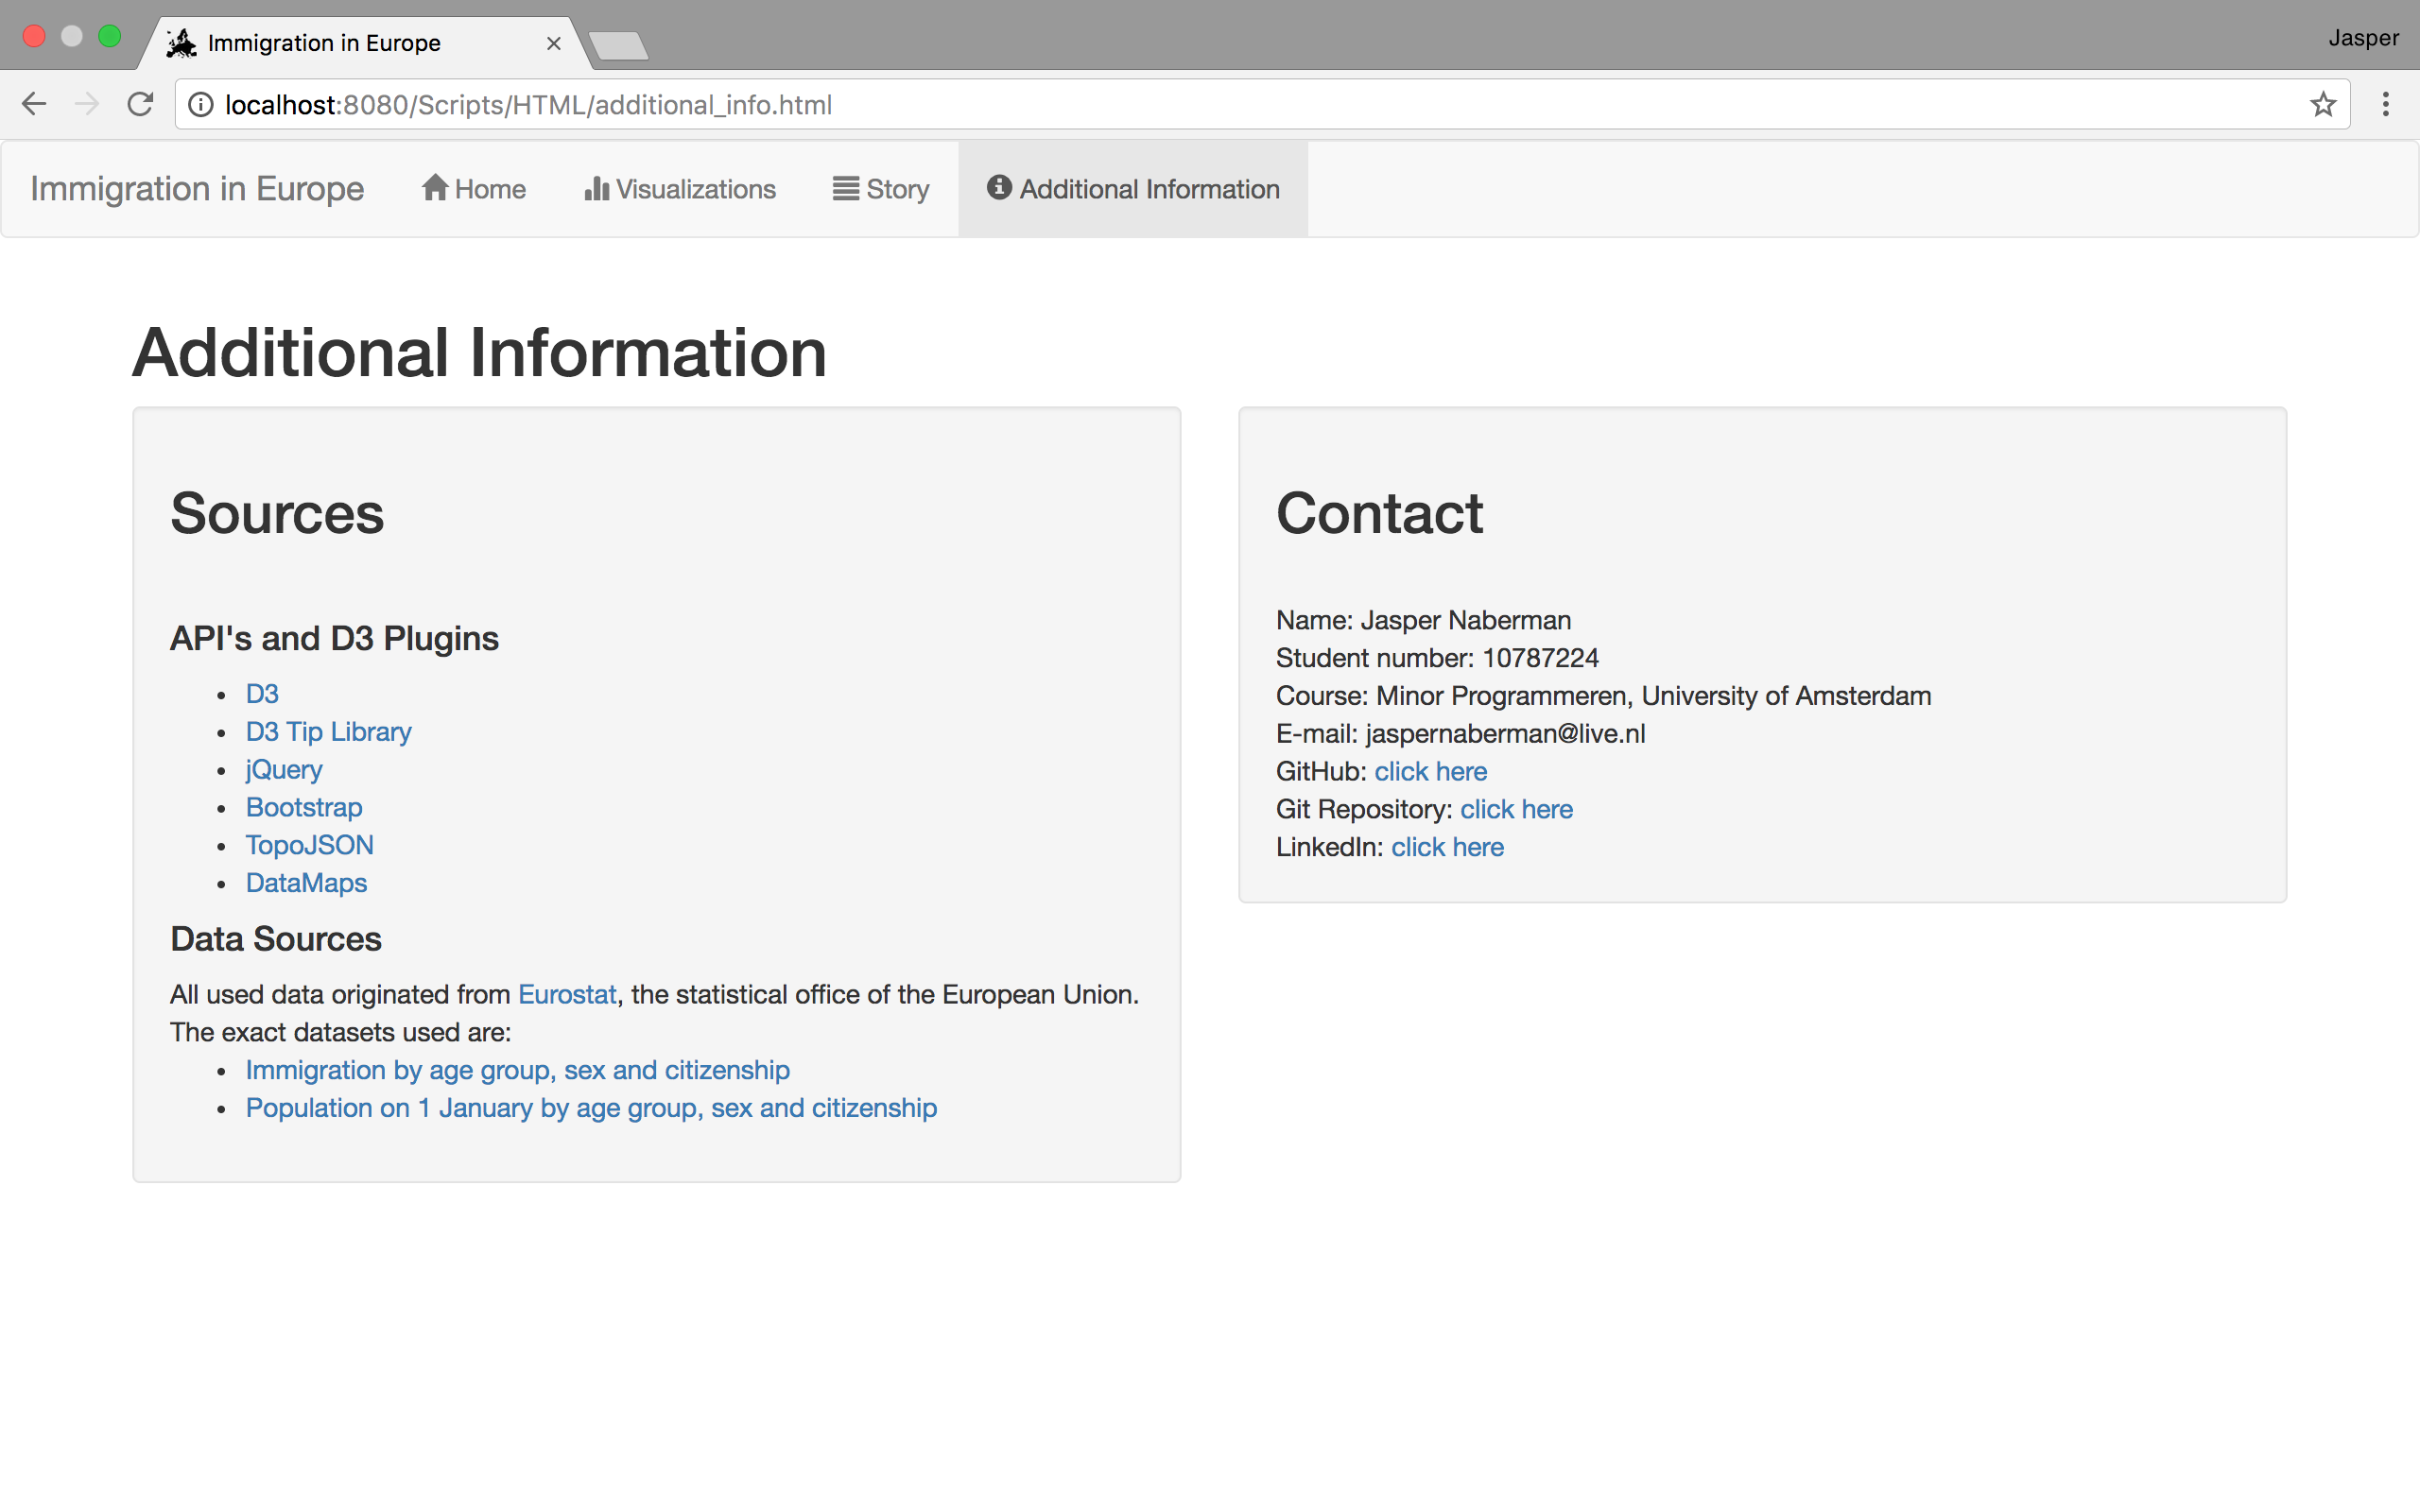 Immigration in Europe
Jasper
localhost:8080/Scripts/HTML/additional_info.html
Immigration in Europe Home Visualizations Story Additional Information
Additional Information
Sources
API's and D3 Plugins
D3
D3 Tip Library
jQuery
Bootstrap
TopoJSON
DataMaps
Data Sources
All used data originated from Eurostat, the statistical office of the European Union.
The exact datasets used are:
Immigration by age group, sex and citizenship
Population on 1 January by age group, sex and citizenship
Contact
Name: Jasper Naberman
Student number: 10787224
Course: Minor Programmeren, University of Amsterdam
E-mail: jaspernaberman@live.nl
GitHub: click here
Git Repository: click here
LinkedIn: click here